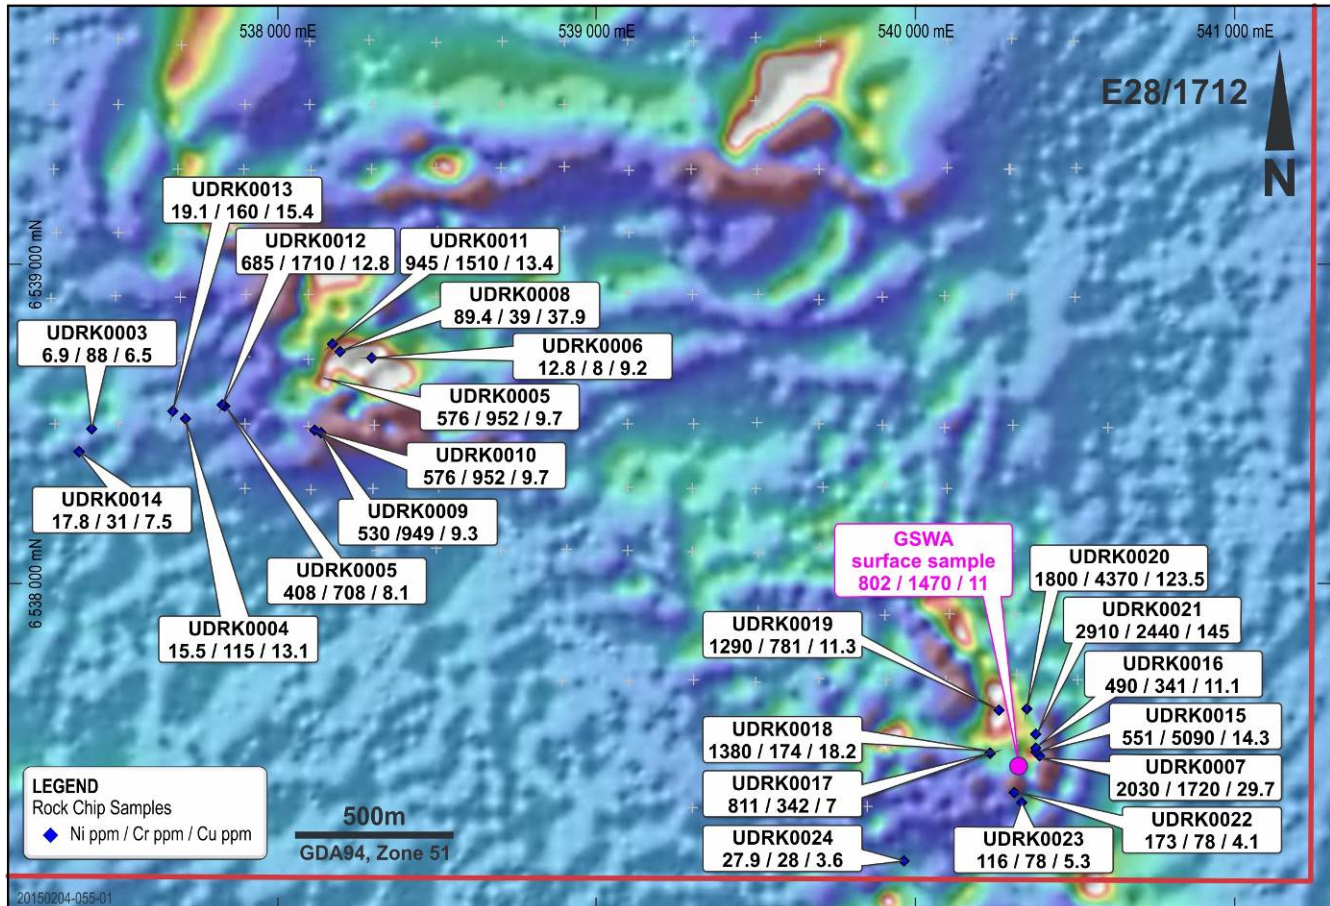 538 000 mE
539 000 mE
540 000 mE
541 000 mE
E28/1712
N
6 539 000 mN
6 538 000 mN
UDRK0013
19.1 / 160 / 15.4
UDRK0012
685 / 1710 / 12.8
UDRK0011
945 / 1510 / 13.4
UDRK0008
89.4 / 39 / 37.9
UDRK0003
6.9 / 88 / 6.5
UDRK0006
12.8 / 8 / 9.2
UDRK0005
576 / 952 / 9.7
UDRK0010
576 / 952 / 9.7
UDRK0014
17.8 / 31 / 7.5
UDRK0009
530 /949 / 9.3
UDRK0005
408 / 708 / 8.1
UDRK0004
15.5 / 115 / 13.1
GSWA
surface sample
802 / 1470 / 11
UDRK0020
1800 / 4370 / 123.5
UDRK0019
1290 / 781 / 11.3
UDRK0021
2910 / 2440 / 145
UDRK0016
490 / 341 / 11.1
UDRK0018
1380 / 174 / 18.2
UDRK0015
551 / 5090 / 14.3
UDRK0017
811 / 342 / 7
UDRK0007
2030 / 1720 / 29.7
UDRK0022
173 / 78 / 4.1
UDRK0024
27.9 / 28 / 3.6
UDRK0023
116 / 78 / 5.3
LEGEND
Rock Chip Samples
Ni ppm / Cr ppm / Cu ppm
500m
GDA94, Zone 51
20150204-055-01